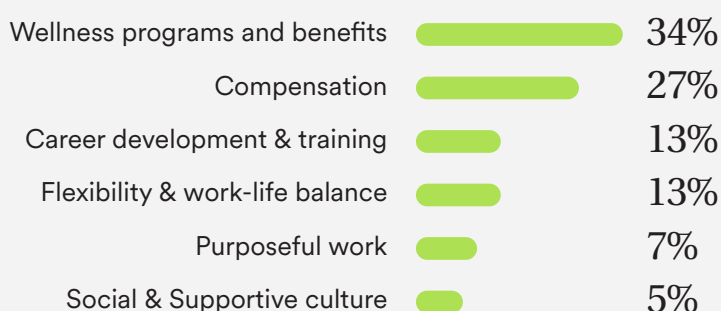 Wellness programs and benefits 34%
Compensation 27%
Career development & training 13%
Flexibility & work-life balance 13%
Purposeful work 7%
Social & Supportive culture 5%